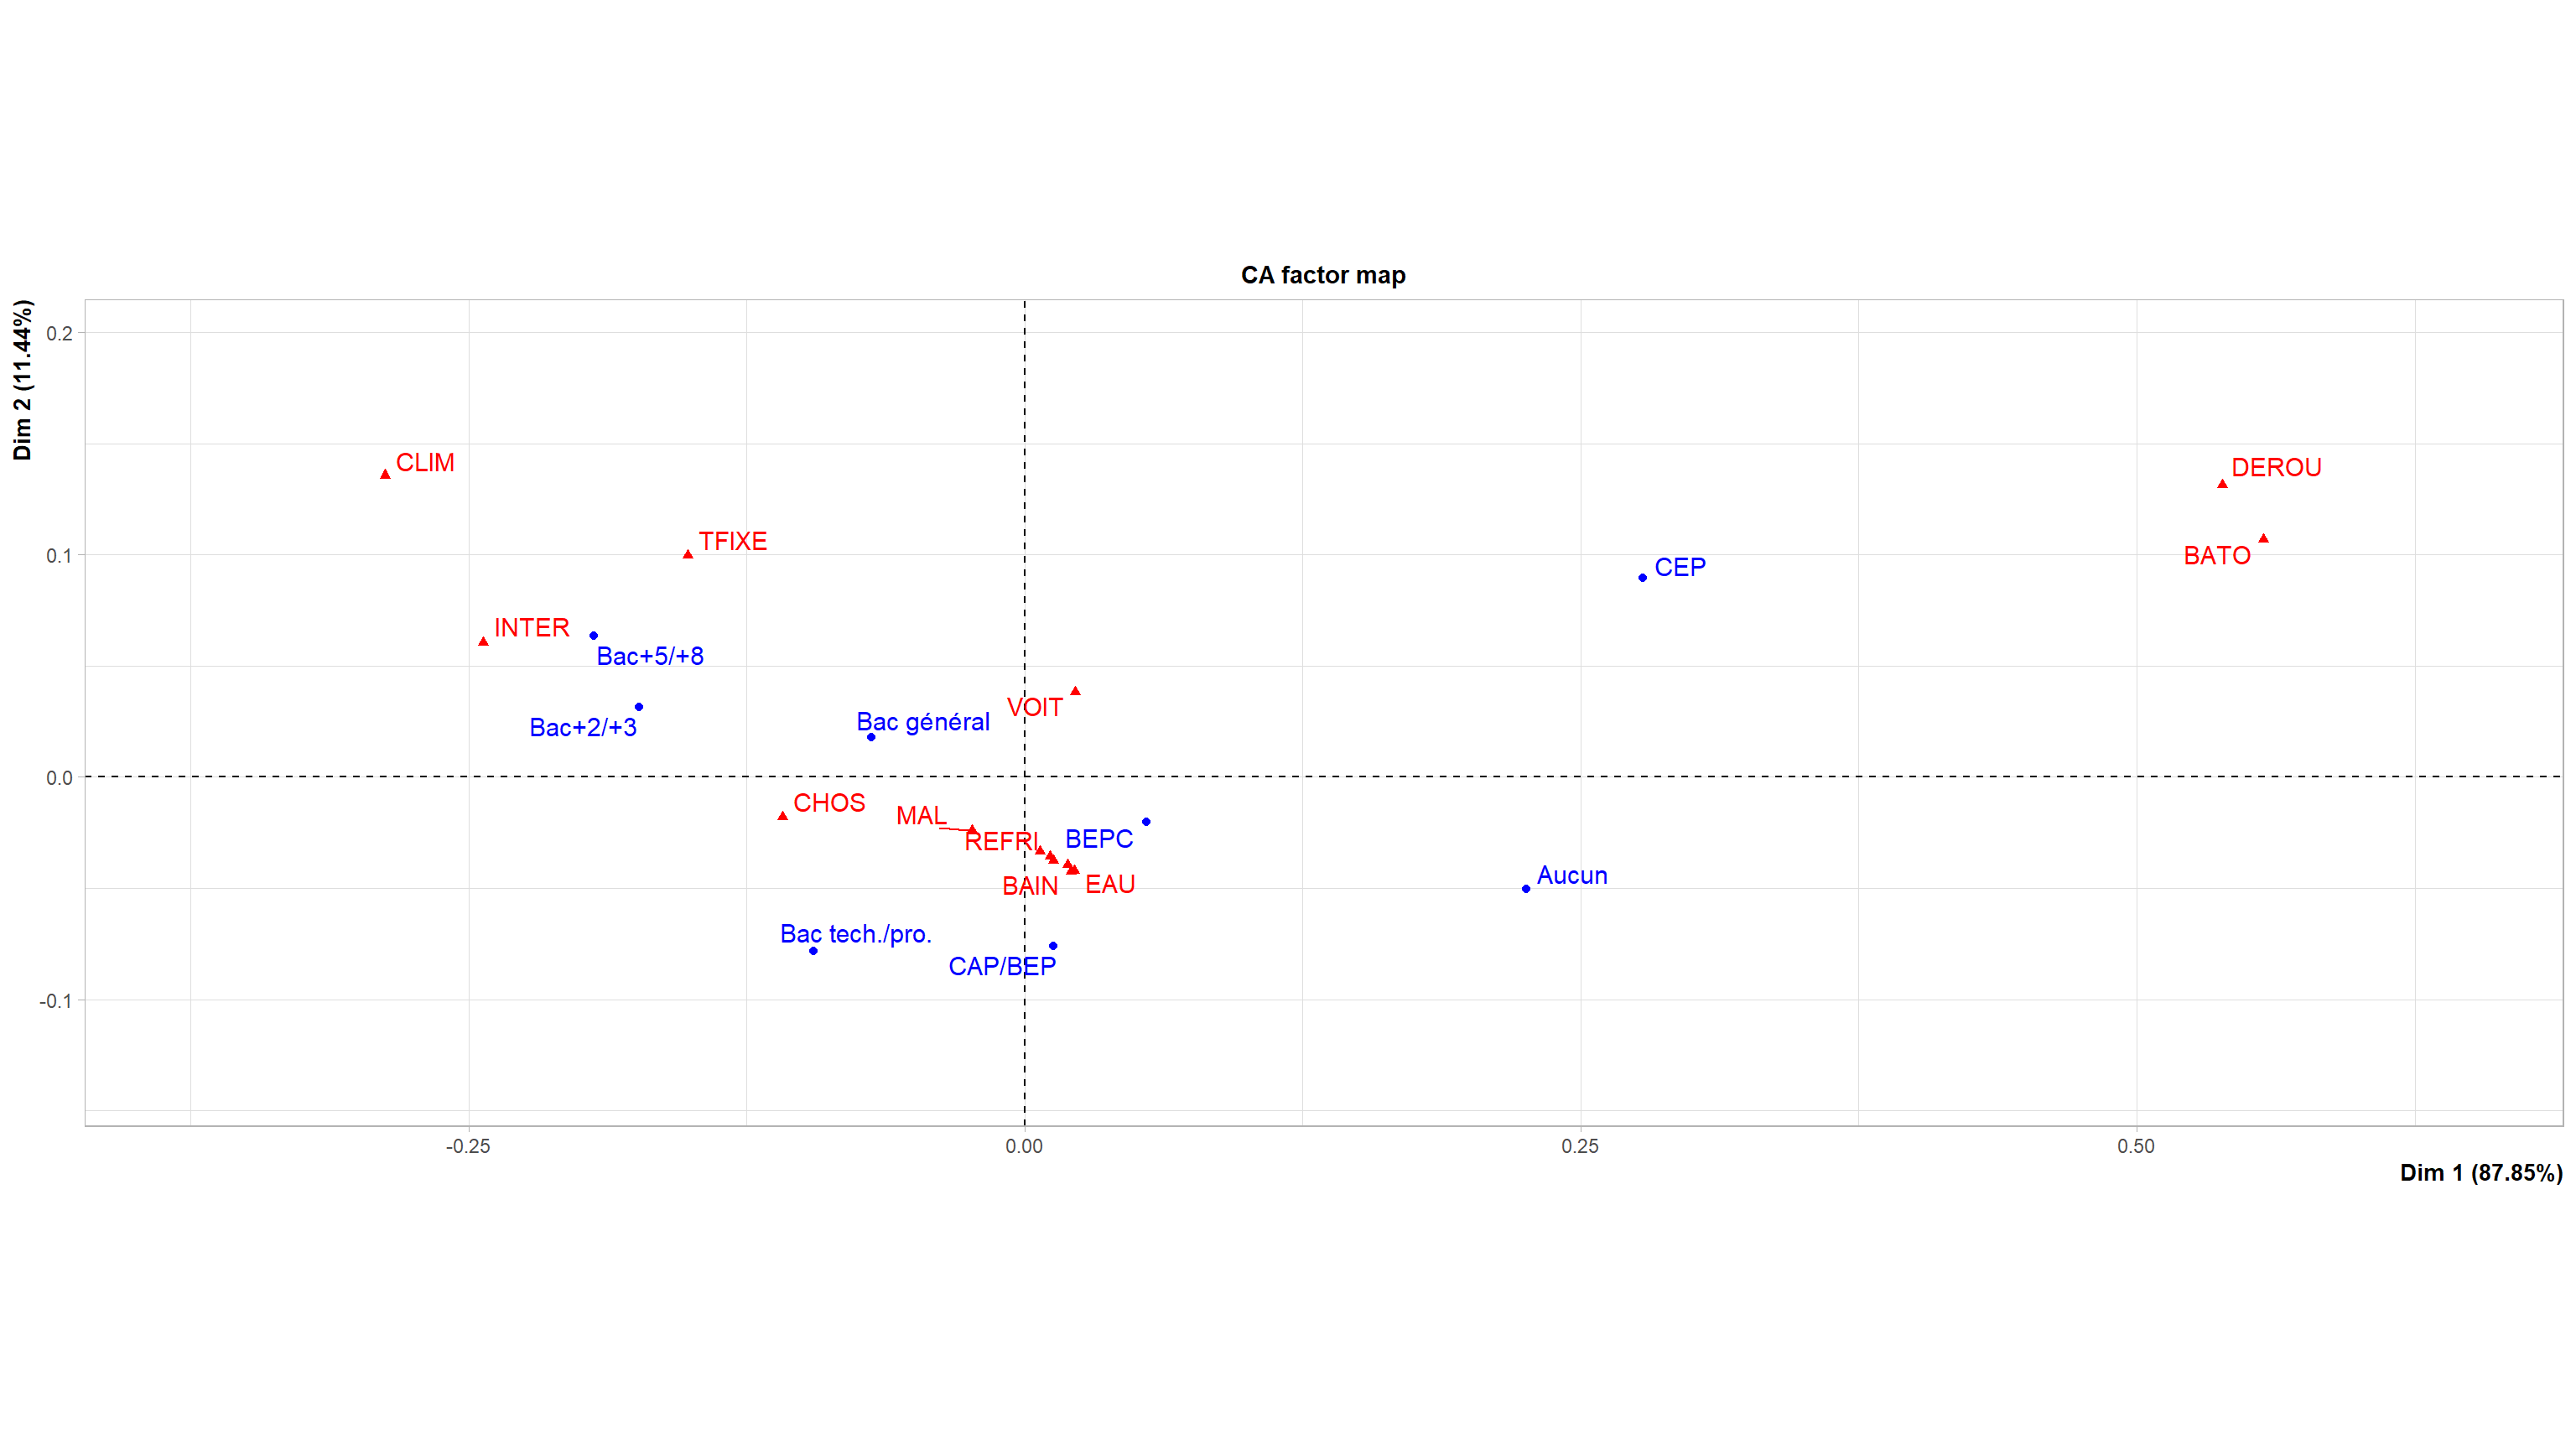 CA factor map
Dim 2 (11.44%)
0.2
0.1
0.0
-0.1
CLIM
DEROU
TFIXE
BATO
CEP
INTER
Bac+5/+8
VOIT
Bac général
Bac+2/+3
CHOS
MAL
REFRI
BEPC
BAIN
EAU
Aucun
Bac tech./pro.
CAP/BEP
-0.25
0.00
0.25
0.50
Dim 1 (87.85%)